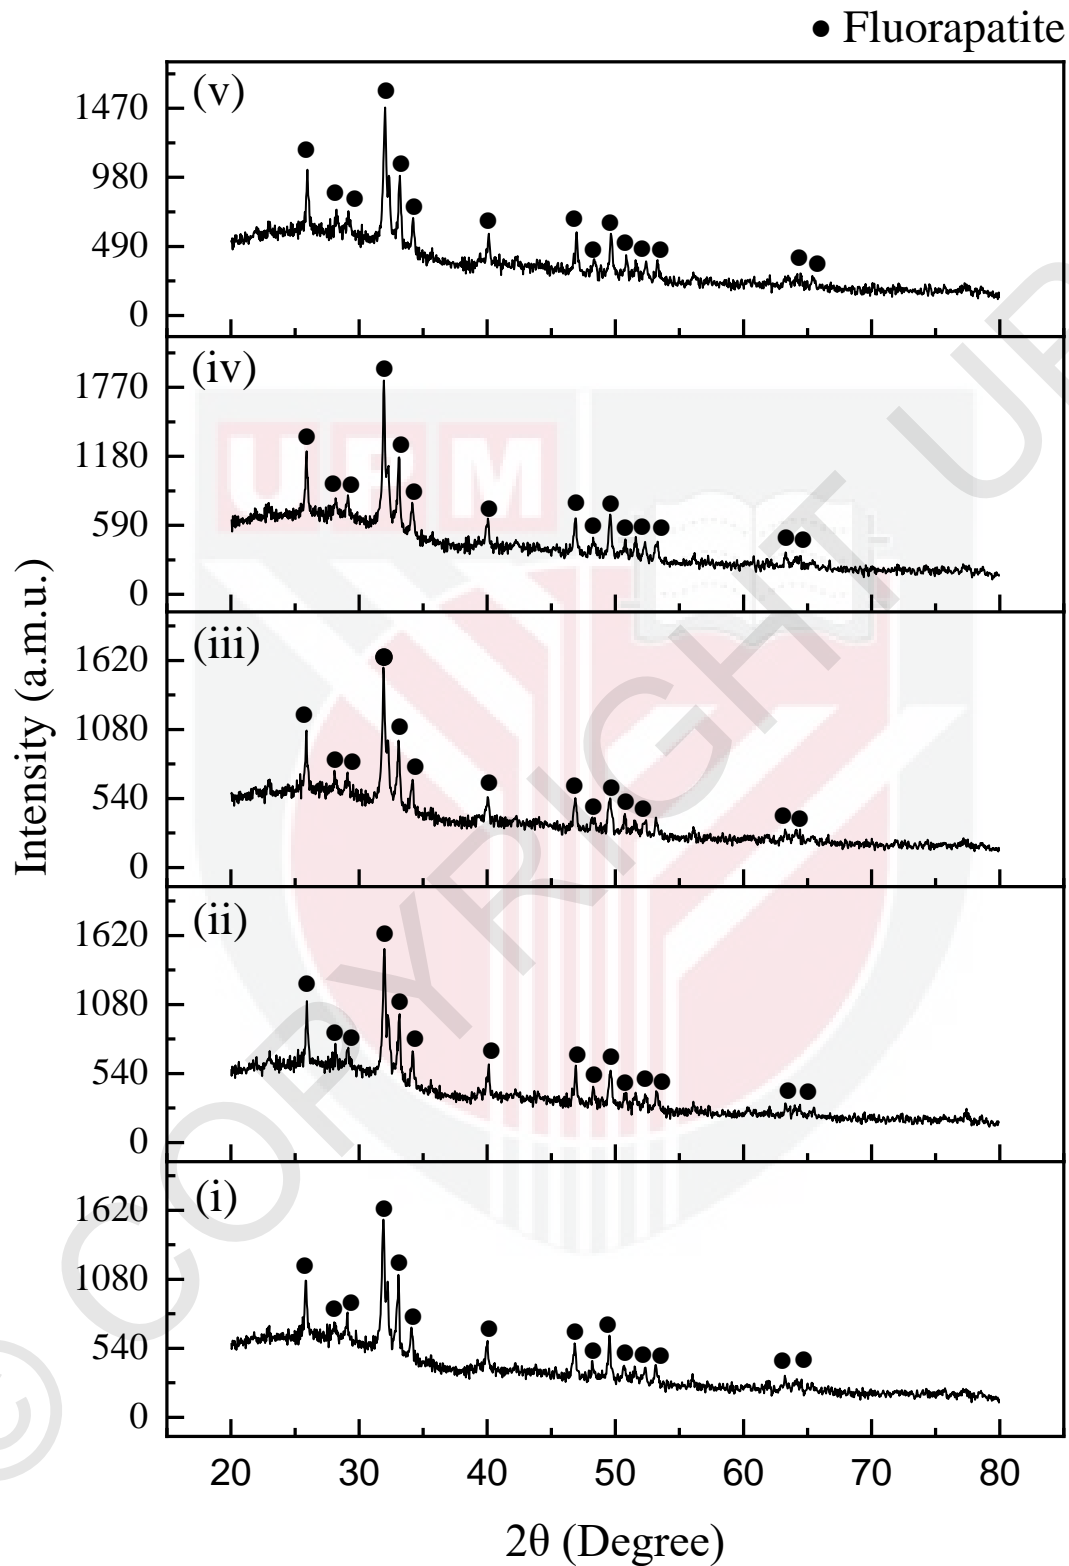 ● Fluorapatite
(v)
1470
980
490
0
(iv)
1770
1180
590
0
(iii)
1620
1080
540
0
(ii)
1620
1080
540
0
(i)
1620
1080
540
0
Intensity (a.m.u.)
20 30 40 50 60 70 80
2θ (Degree)
UPM
© COPYRIGHT UP